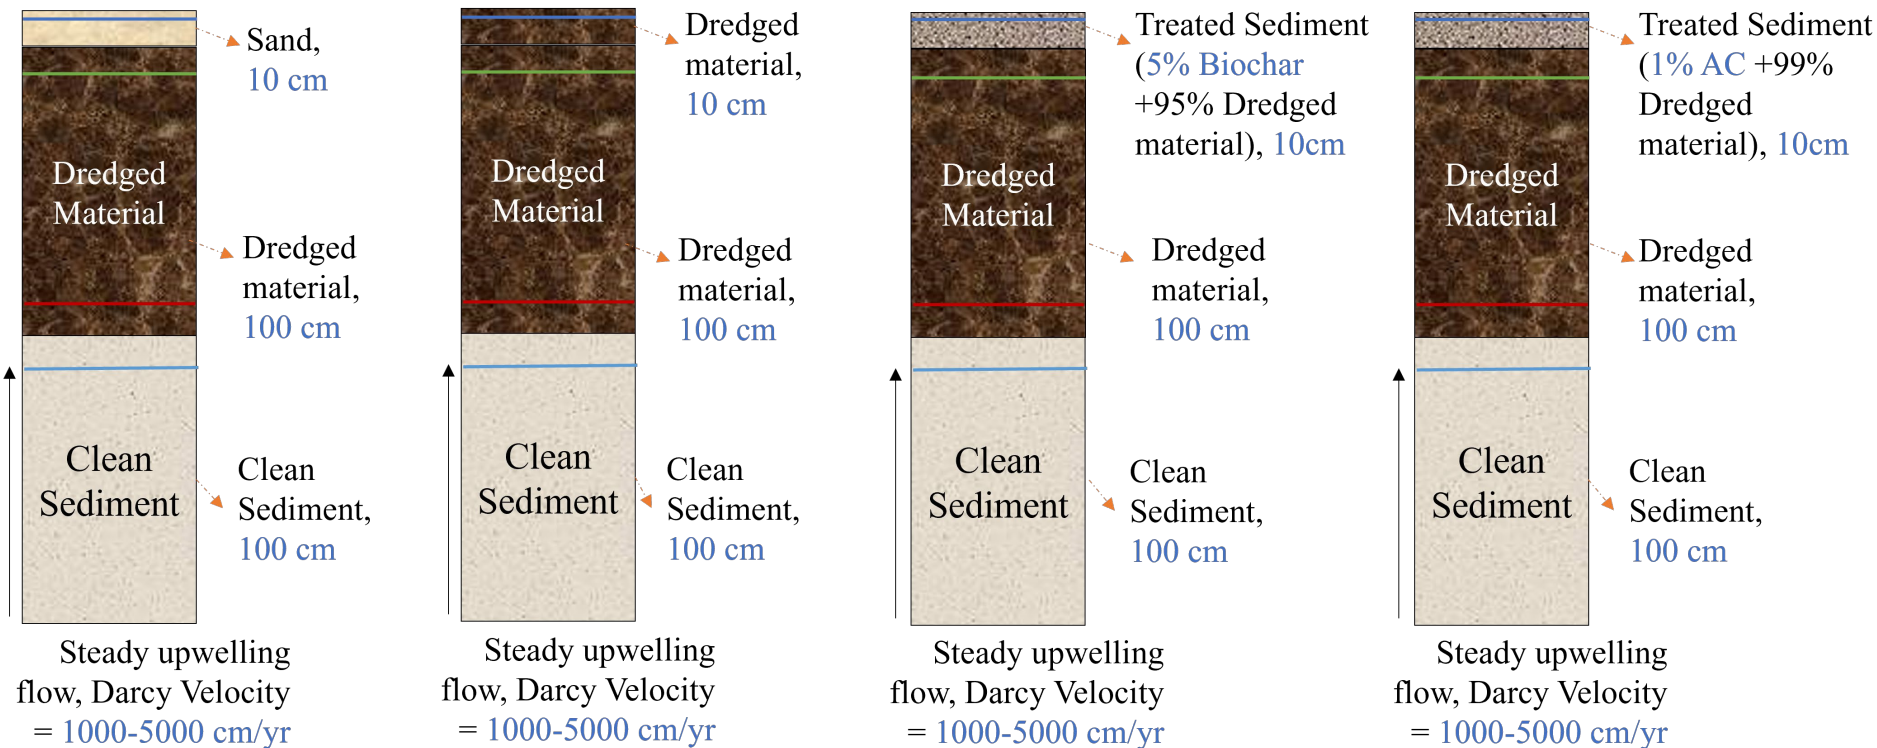 Sand,
10 cm
Dredged
Material
Dredged
material,
100 cm
Clean
Sediment
Clean
Sediment,
100 cm
Steady upwelling
flow, Darcy Velocity
= 1000-5000 cm/yr
Dredged
material,
10 cm
Dredged
Material
Dredged
material,
100 cm
Clean
Sediment
Clean
Sediment,
100 cm
Steady upwelling
flow, Darcy Velocity
= 1000-5000 cm/yr
Treated Sediment
(5% Biochar
+95% Dredged
material), 10cm
Dredged
Material
Dredged
material,
100 cm
Clean
Sediment
Clean
Sediment,
100 cm
Steady upwelling
flow, Darcy Velocity
= 1000-5000 cm/yr
Treated Sediment
(1% AC +99%
Dredged
material), 10cm
Dredged
Material
Dredged
material,
100 cm
Clean
Sediment
Clean
Sediment,
100 cm
Steady upwelling
flow, Darcy Velocity
= 1000-5000 cm/yr